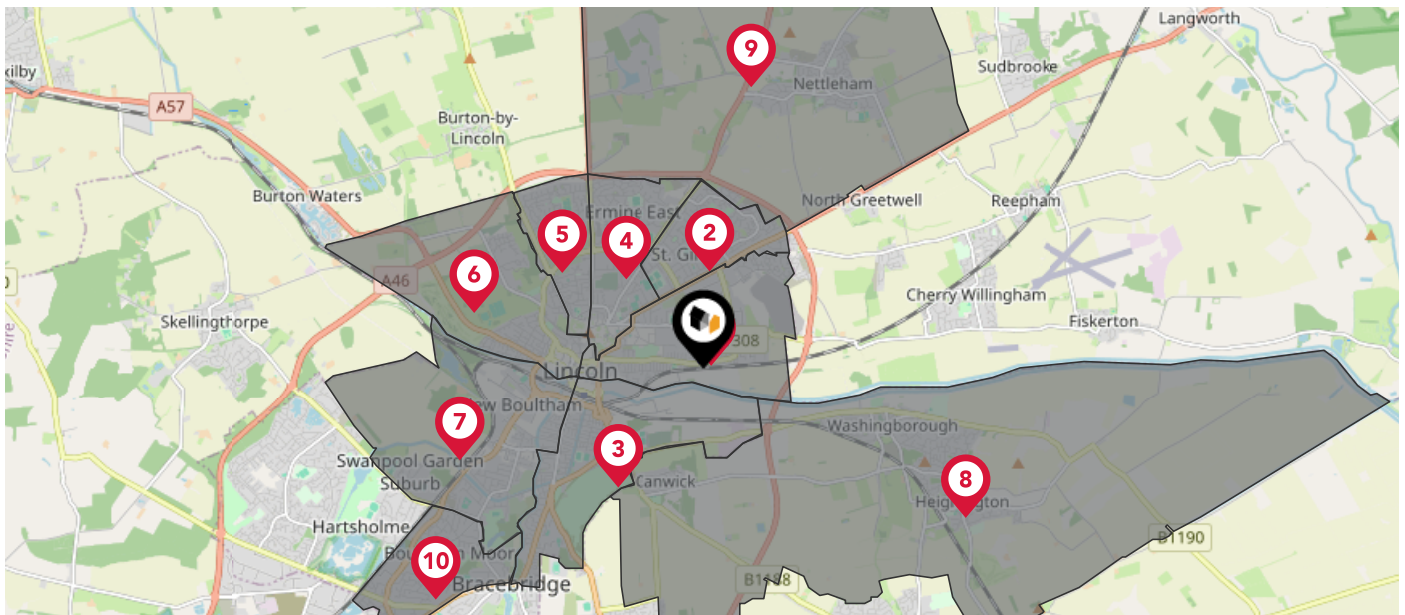 Langworth
9
Sudbrooke
xilby
Nettleham
A57
Burton-by-
Lincoln
Burton Waters
North Greetwell
Reepham
Ermine East
5
4
2
St. Gil
6
A46
Cherry Willingham
Skellingthorpe
Fiskerton
308
Lincoln
New Boultham
7
Washingborough
3
Swanpool Garden
Suburb
Canwick
8
Heighington
Hartsholme
B1190
10
Bracebridge
B1188